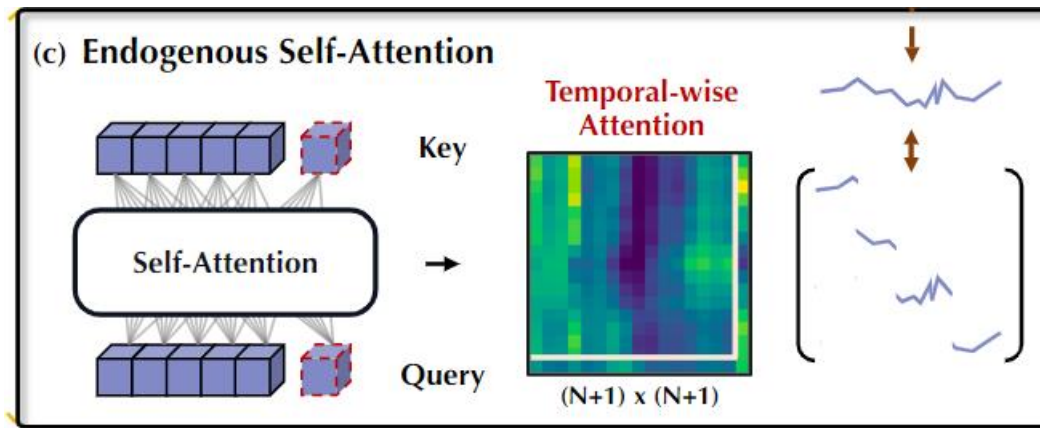 (c) Endogenous Self-Attention
Temporal-wise
Attention
Key
Self-Attention
Query
(N+1) x (N+1)